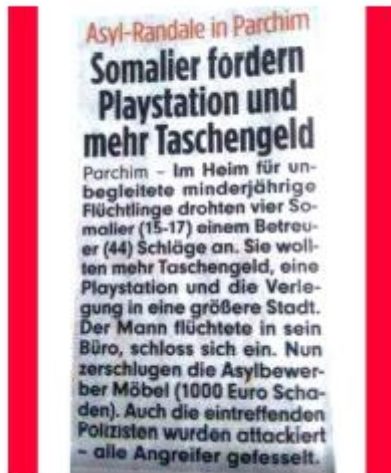 Asyl-Randale in Parchim
Somalier fordern
Playstation und
mehr Taschengeld
Parchim – Im Heim für un-
begleitete minderjährige
Flüchtlinge drohten vier So-
malier (15-17) einem Betreu-
er (44) Schläge an. Sie woll-
ten mehr Taschengeld, eine
Playstation und die Verle-
gung in eine größere Stadt.
Der Mann flüchtete in sein
Büro, schloss sich ein. Nun
zerschlugen die Asylbewer-
ber Möbel (1000 Euro Scha-
den). Auch die eintreffenden
Polizisten wurden attackiert
– alle Angreifer gefesselt.